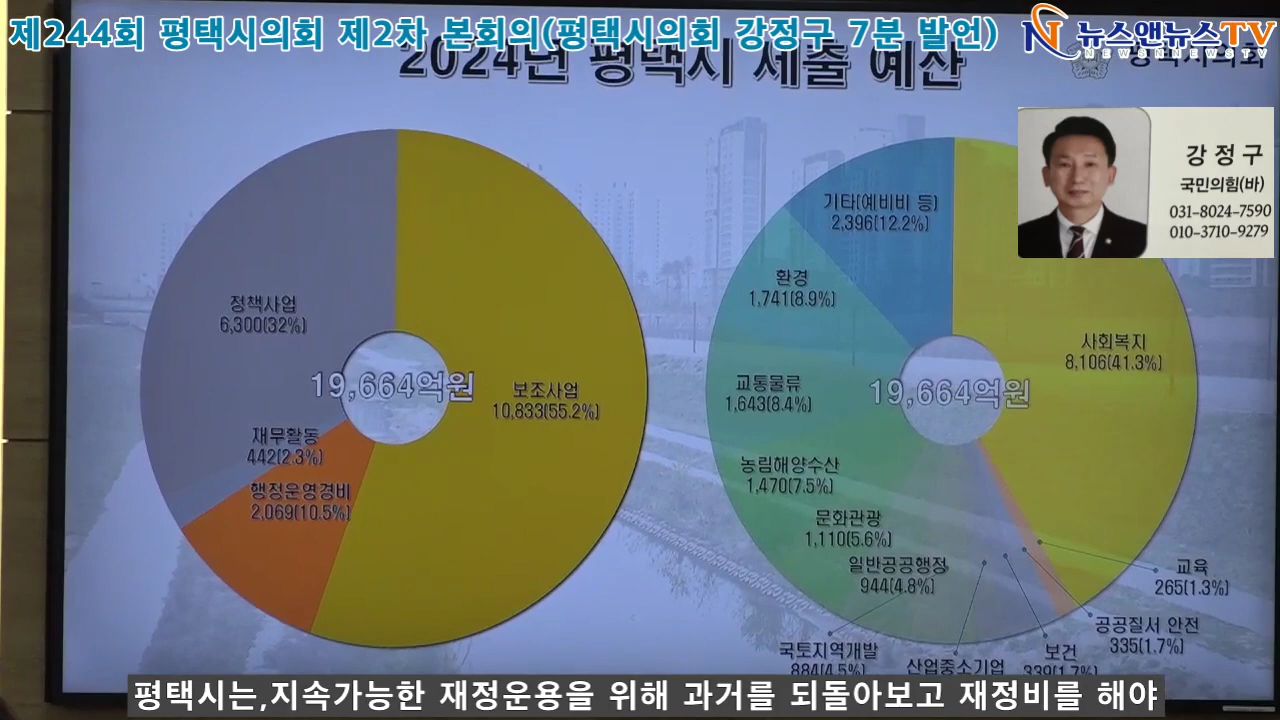 제244회 평택시의회 제2차 본회의(평택시의회 강정구 7분 발언)
뉴스앤뉴스TV
NEWSNNEWSTV
2024년 평택시 세출 예산
평택시의회
강정구
국민의힘(바)
031-8024-7590
010-3710-9279
정책사업
6,300(32%)
19,664억원
보조사업
10,833(55.2%)
재무활동
442(2.3%)
행정운영경비
2,069(10.5%)
기타(예비비 등)
2,396(12.2%)
환경
1,741(8.9%)
사회복지
8,106(41.3%)
교통물류
1,643(8.4%)
19,664억원
농림해양수산
1,470(7.5%)
문화관광
1,110(5.6%)
일반공공행정
944(4.8%)
교육
265(1.3%)
공공질서 안전
335(1.7%)
국토지역개발
884(4.5%)
산업중소기업
보건
339(1.7%)
평택시는,지속가능한 재정운용을 위해 과거를 되돌아보고 재정비를 해야